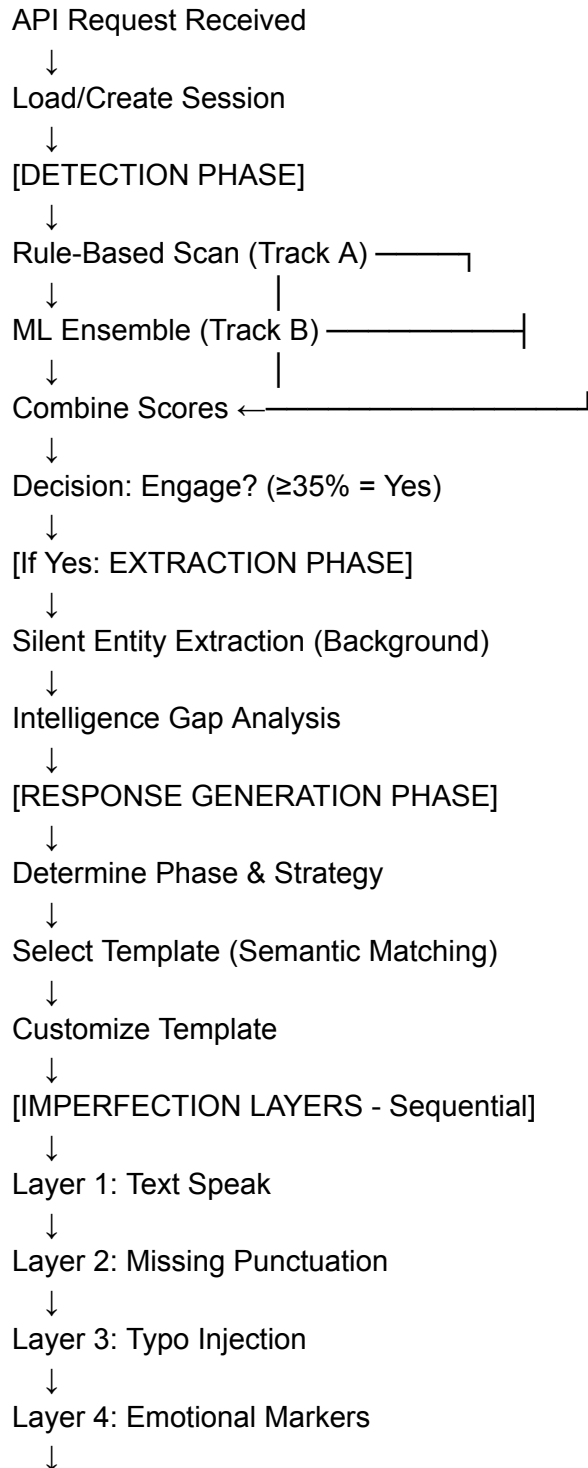 API Request Received
↓
Load/Create Session
↓
[DETECTION PHASE]
↓
Rule-Based Scan (Track A) ─────┐
↓ │
ML Ensemble (Track B) ──────────┤
↓ │
Combine Scores ←─────────────────┘
↓
Decision: Engage? (≥35% = Yes)
↓
[If Yes: EXTRACTION PHASE]
↓
Silent Entity Extraction (Background)
↓
Intelligence Gap Analysis
↓
[RESPONSE GENERATION PHASE]
↓
Determine Phase & Strategy
↓
Select Template (Semantic Matching)
↓
Customize Template
↓
[IMPERFECTION LAYERS - Sequential]
↓
Layer 1: Text Speak
↓
Layer 2: Missing Punctuation
↓
Layer 3: Typo Injection
↓
Layer 4: Emotional Markers
↓